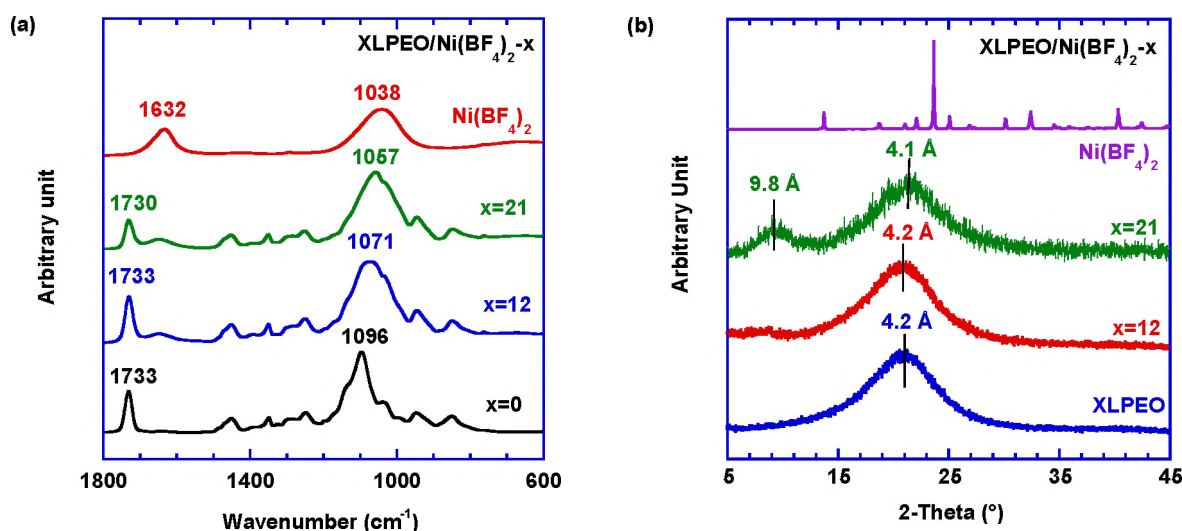 (a)
XLPEO/Ni(BF₄)₂-x
1632
1038
Ni(BF₄)₂
1057
1730
x=21
1071
1733
x=12
1096
1733
x=0
Arbitrary unit
1800
1400
1000
600
Wavenumber (cm⁻¹)
(b)
XLPEO/Ni(BF₄)₂-x
Ni(BF₄)₂
4.1 Å
9.8 Å
x=21
4.2 Å
x=12
4.2 Å
XLPEO
Arbitrary Unit
5
15
25
35
45
2-Theta (°)